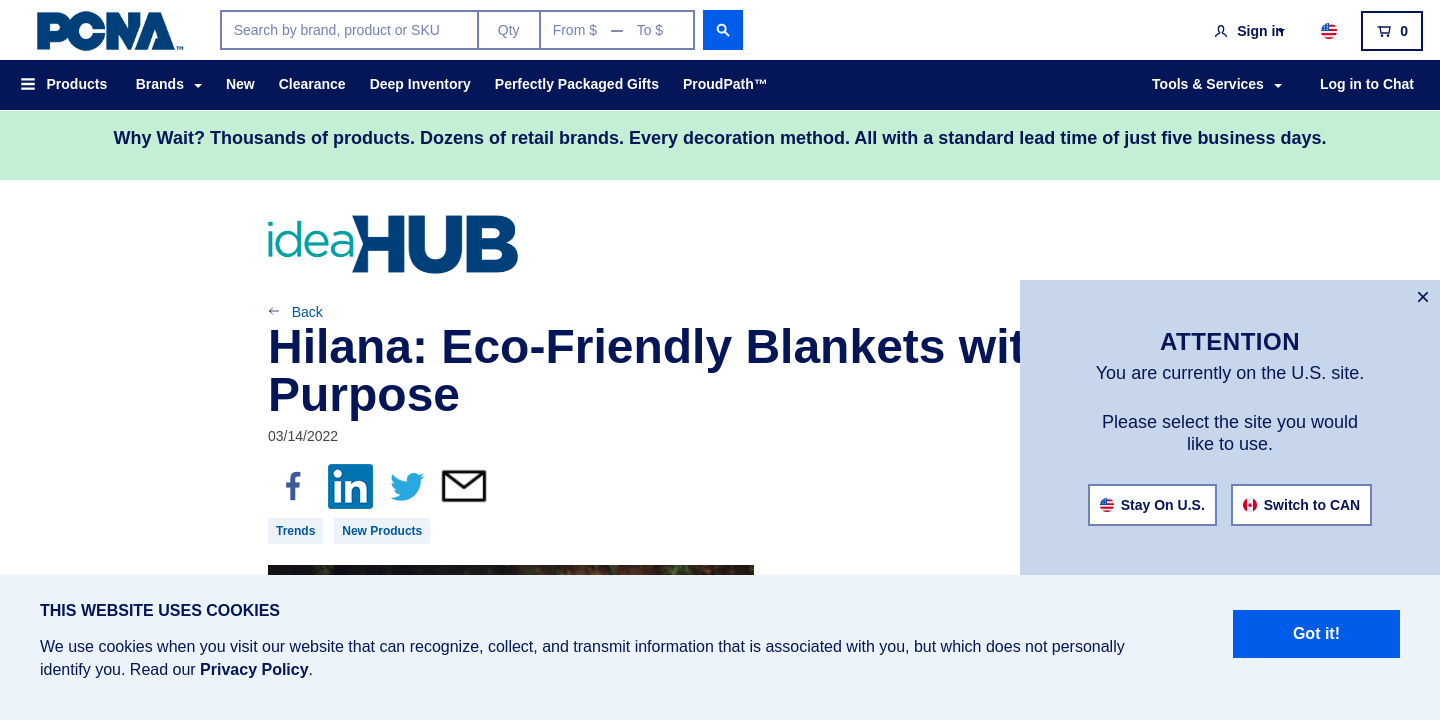 PCNA™
Search by brand, product or SKU
Qty
From $
To $
Sign in
0
Products
Brands
New
Clearance
Deep Inventory
Perfectly Packaged Gifts
ProudPath™
Tools & Services
Log in to Chat
Why Wait? Thousands of products. Dozens of retail brands. Every decoration method. All with a standard lead time of just five business days.
ideaHUB
Back
Hilana: Eco-Friendly Blankets wit
Purpose
03/14/2022
Trends
New Products
ATTENTION
You are currently on the U.S. site.
Please select the site you would
like to use.
Stay On U.S.
Switch to CAN
THIS WEBSITE USES COOKIES
We use cookies when you visit our website that can recognize, collect, and transmit information that is associated with you, but which does not personally
identify you. Read our Privacy Policy.
Got it!